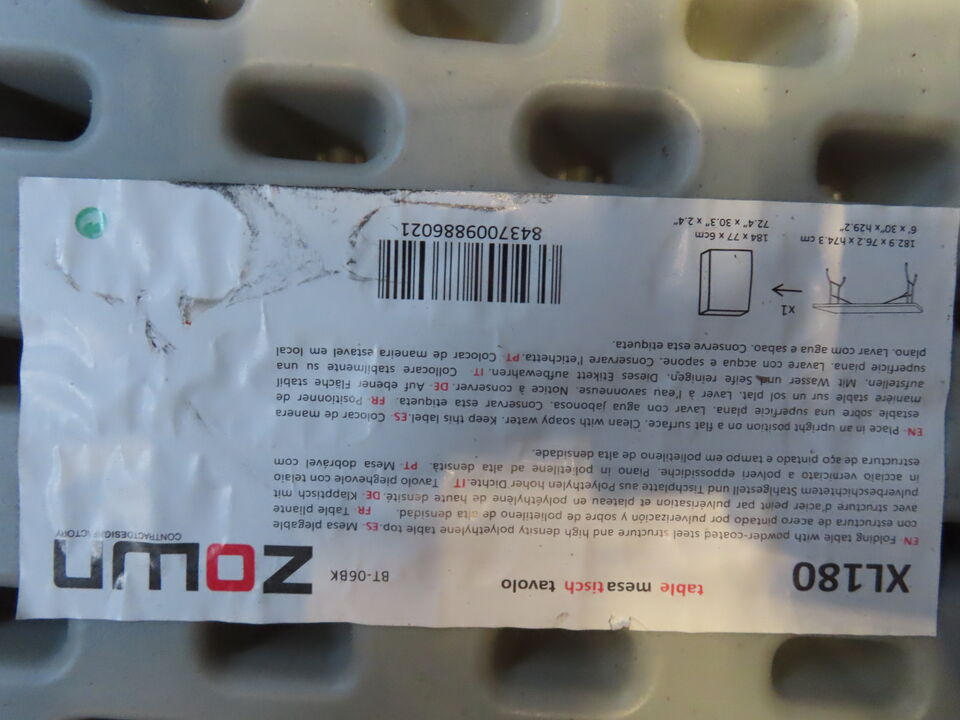 XL180
table mesa tisch tavolo
BT-06BK
ZOWN
CONTRACTDESIGNFACTORY
EN- Folding table with powder-coated steel structure and high density polyethylene table top. ES- Mesa plegable
con estructura de acero pintado por pulverización y sobre de polietileno de alta densidad. FR- Table pliante
avec structure d'acier peint par pulvérisation et plateau en polyéthylène de haute densité. DE- Klapptisch mit
pulverbeschichtetem Stahlgestell und Tischplatte aus Polyethylen hoher Dichte. IT- Tavolo pieghevole con telaio
in acciaio verniciato a polveri epossidiche. Piano in polietilene ad alta densità. PT- Mesa dobrável com
estructura de aço pintado e tampo em polietileno de alta densidade.
EN- Place in an upright position on a flat surface. Clean with soapy water. Keep this label. ES- Colocar de manera
estable sobre una superficie plana. Lavar con agua jabonosa. Conservar esta etiqueta. FR- Positionner de
manière stable sur un sol plat. Laver à l'eau savonneuse. Notice à conserver. DE- Auf ebener Fläche stabil
aufstellen. Mit Wasser und Seife reinigen. Dieses Etikett aufbewahren. IT- Collocare stabilmente su una
superficie piana. Lavare con acqua e sapone. Conservare l'etichetta. PT- Colocar de maneira estável em local
plano. Lavar com agua e sabao. Conserve esta etiqueta.
x1
182.9 x 76.2 x h74.3 cm
6' x 30" x h29.2"
184 x 77 x 6cm
72.4" x 30.3" x 2.4"
8437009886021